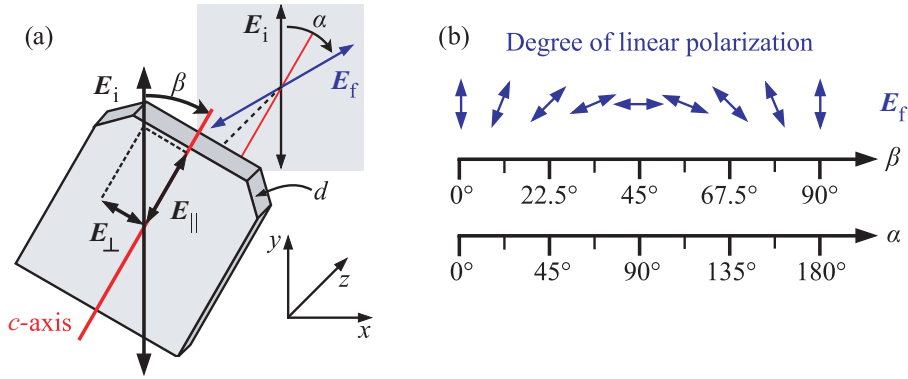 (a)
E_i
α
E_i
β
E_f
d
E_∥
E_⊥
y
z
x
c-axis
(b)
Degree of linear polarization
E_f
β
0° 22.5° 45° 67.5° 90°
α
0° 45° 90° 135° 180°